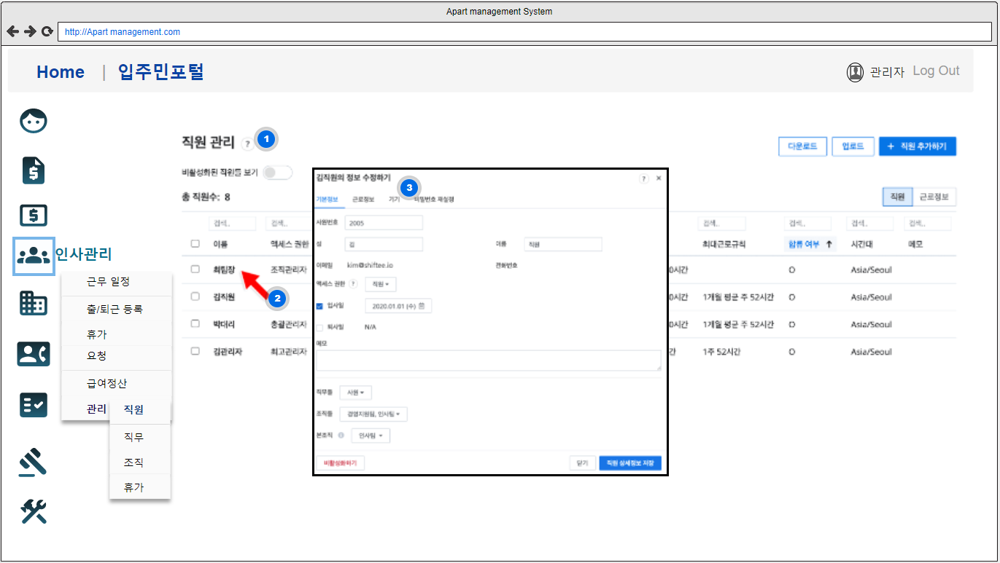 Apart management System
http://Apart management.com
Home | 입주민포털
관리자 Log Out
직원 관리 ? 1
다운로드 업로드 + 직원 추가하기
비활성화된 직원들 보기
총 직원수: 8
직원 근로정보
검색.. 검색.. 검색.. 검색.. 검색.. 검색..
이름 액세스 권한 최대근로규칙 합류 여부 ↑ 시간대 메모
최팀장 조직관리자 0시간 O Asia/Seoul
2
김직원 0시간 1개월 평균 주 52시간 O Asia/Seoul
박대리 총괄관리자 0시간 1개월 평균 주 52시간 O Asia/Seoul
김관리자 최고관리자 간 1주 52시간 O Asia/Seoul
인사관리
근무 일정
출/퇴근 등록
휴가
요청
급여정산
관리
직원
직무
조직
휴가
김직원의 정보 수정하기 3 ? ×
기본정보 근로정보 기기 비밀번호 재설정
사원번호 2005
성 김 이름 직원
이메일 kim@shiftee.io 전화번호
액세스 권한 ? 직원
입사일 2020.01.01 (수)
퇴사일 N/A
메모
직무들 사원
조직들 경영지원팀, 인사팀
본조직 인사팀
비활성화하기 닫기 직원 상세정보 저장